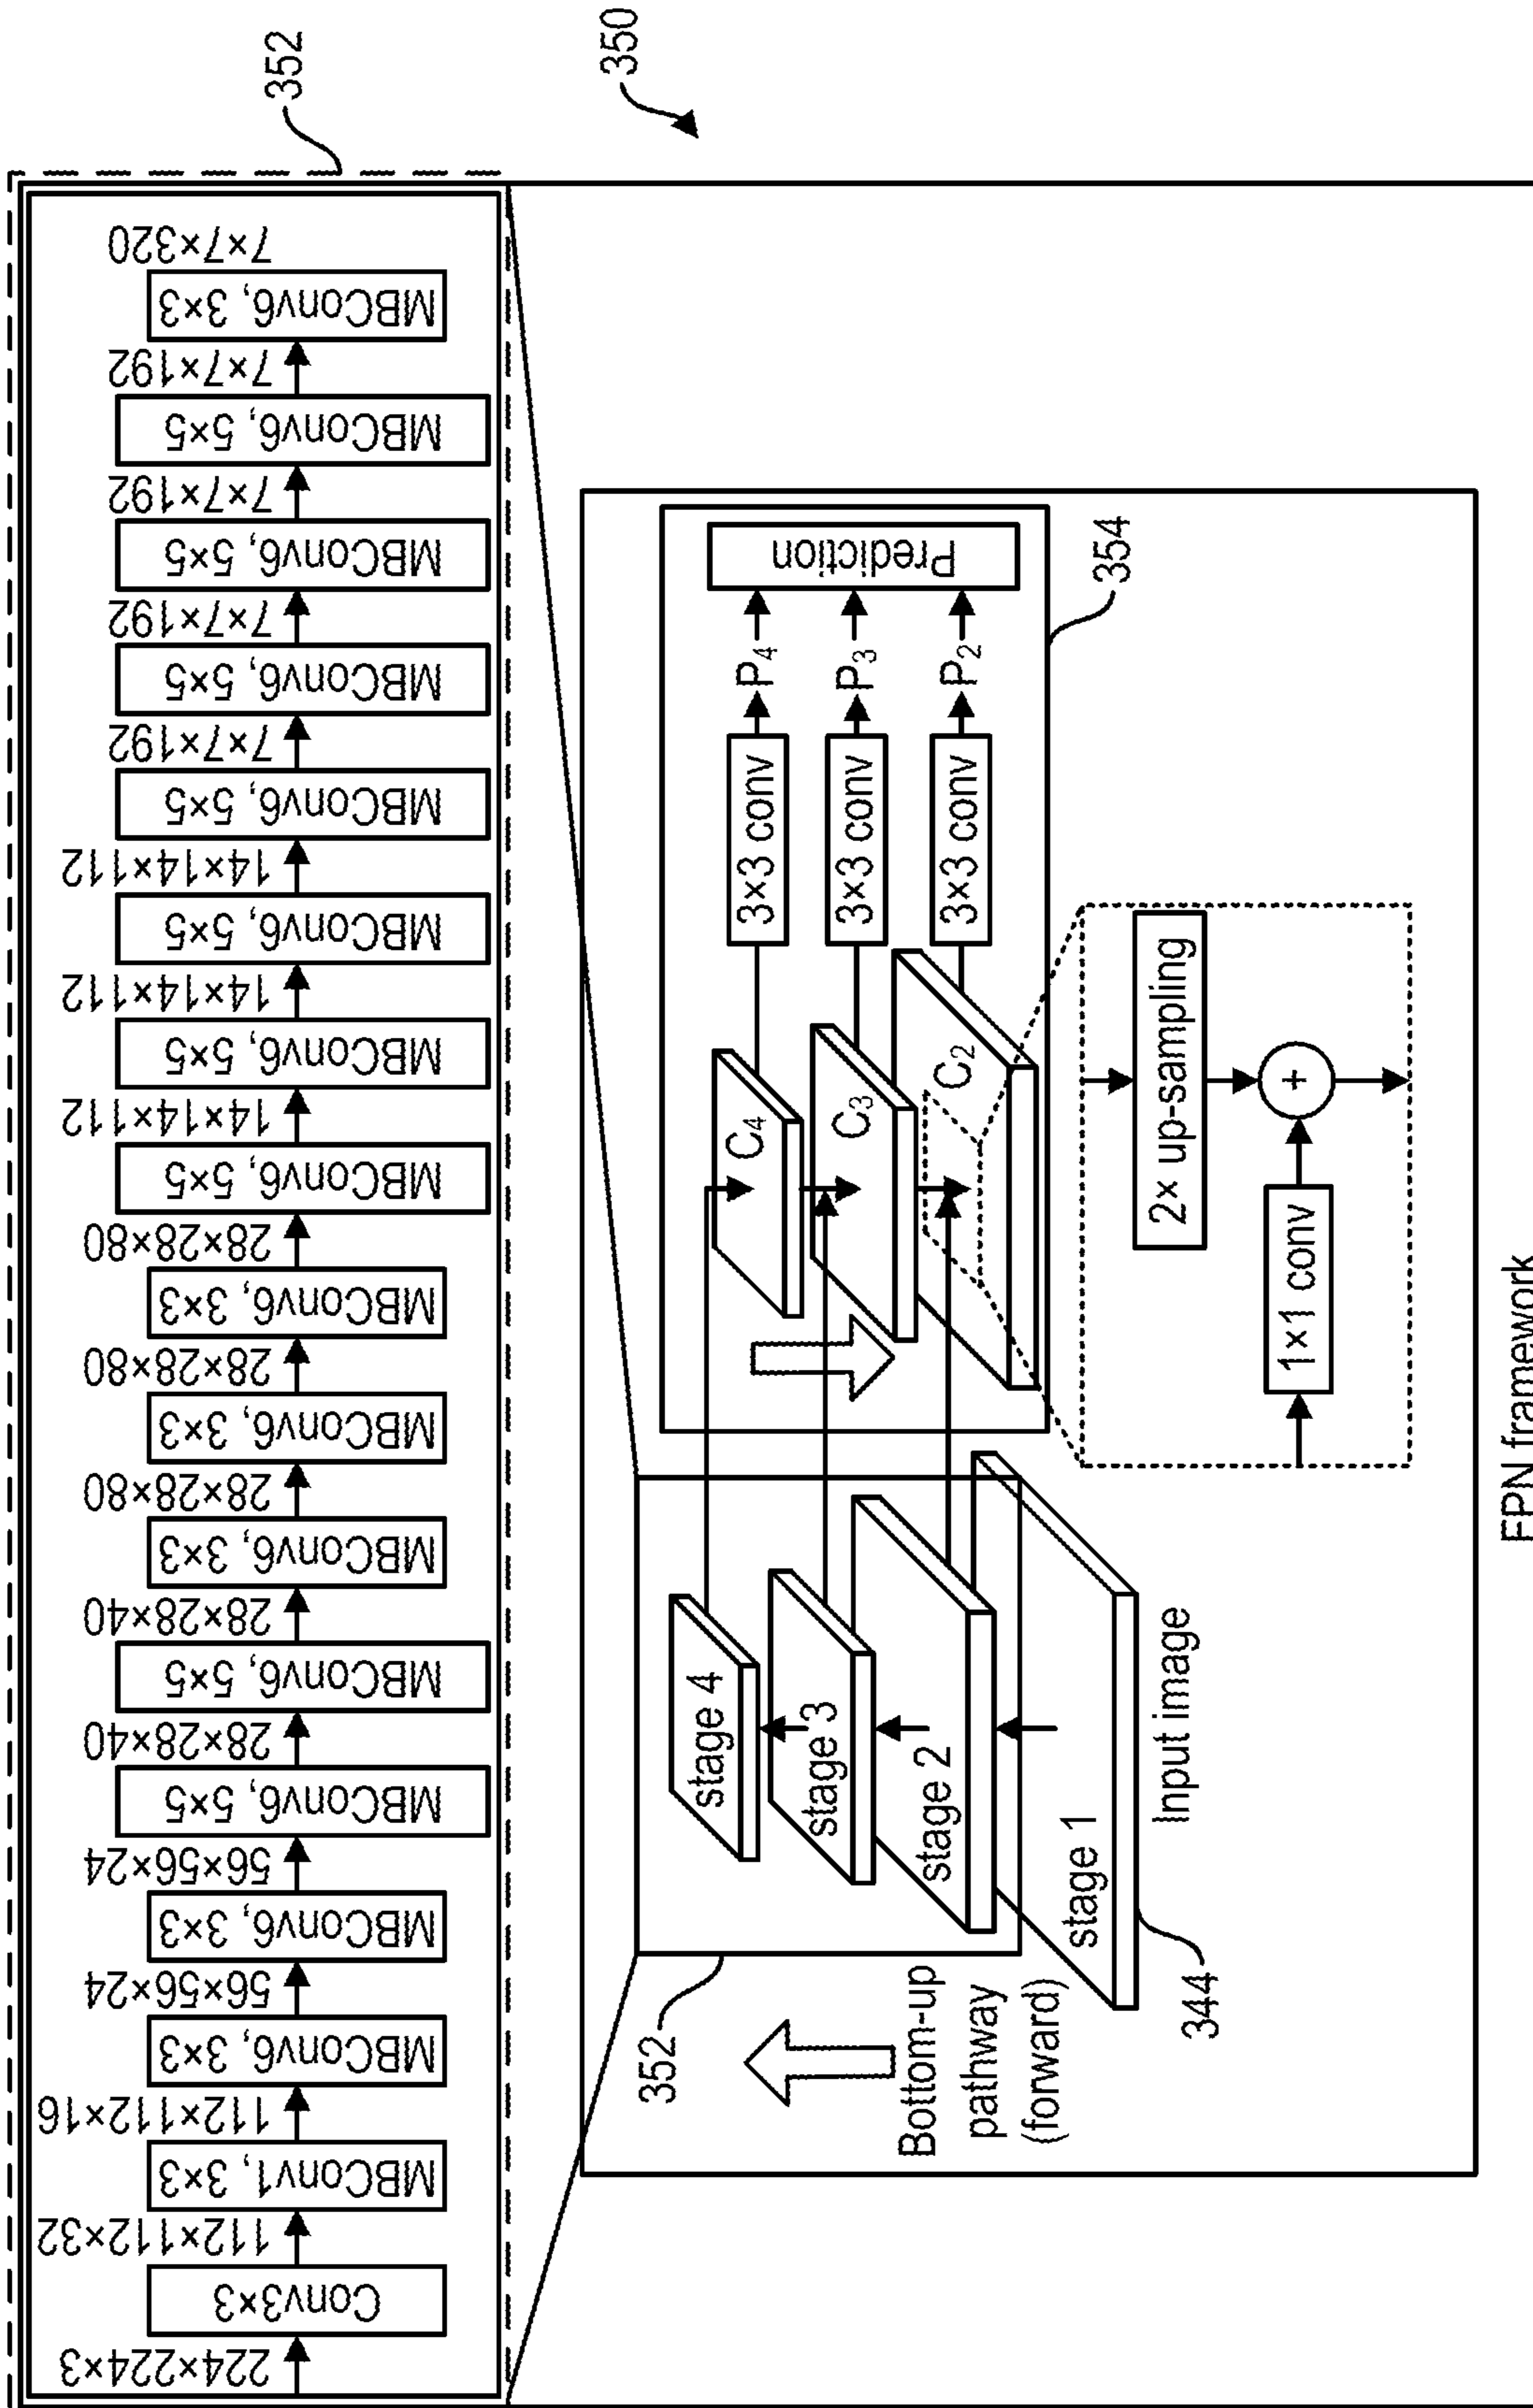 352
350
224×224×3
Conv3×3
112×112×32
MBConv1, 3×3
112×112×16
MBConv6, 3×3
56×56×24
MBConv6, 3×3
56×56×24
MBConv6, 5×5
28×28×40
MBConv6, 5×5
28×28×40
MBConv6, 3×3
28×28×80
MBConv6, 3×3
28×28×80
MBConv6, 3×3
28×28×80
MBConv6, 5×5
14×14×112
MBConv6, 5×5
14×14×112
MBConv6, 5×5
14×14×112
MBConv6, 5×5
7×7×192
MBConv6, 5×5
7×7×192
MBConv6, 5×5
7×7×192
MBConv6, 5×5
7×7×192
MBConv6, 3×3
7×7×320
352
Bottom-up
pathway
(forward)
stage 4
stage 3
stage 2
stage 1
Input image
344
C4
C3
C2
3×3 conv
P4
3×3 conv
P3
3×3 conv
P2
Prediction
354
2× up-sampling
1×1 conv
+
FPN framework